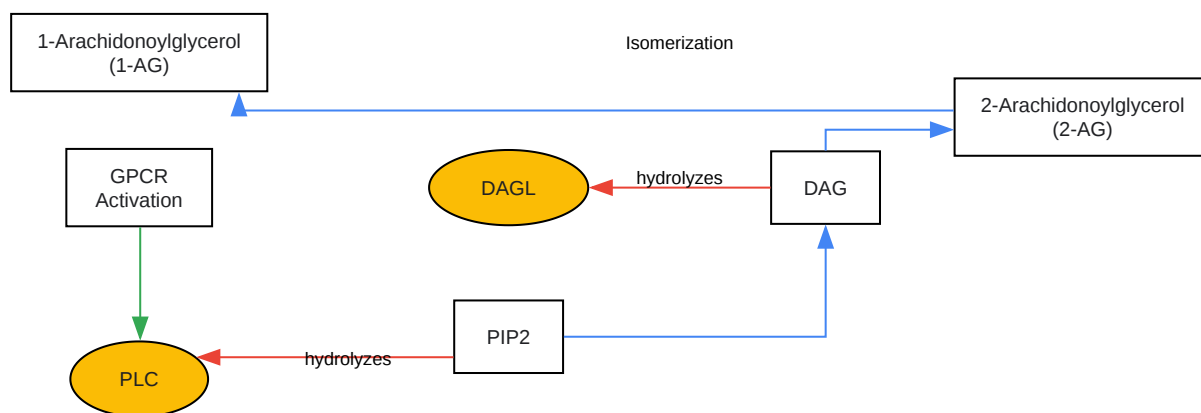 1-Arachidonoylglycerol
(1-AG)
Isomerization
2-Arachidonoylglycerol
(2-AG)
GPCR
Activation
DAGL
hydrolyzes
DAG
PIP2
hydrolyzes
PLC